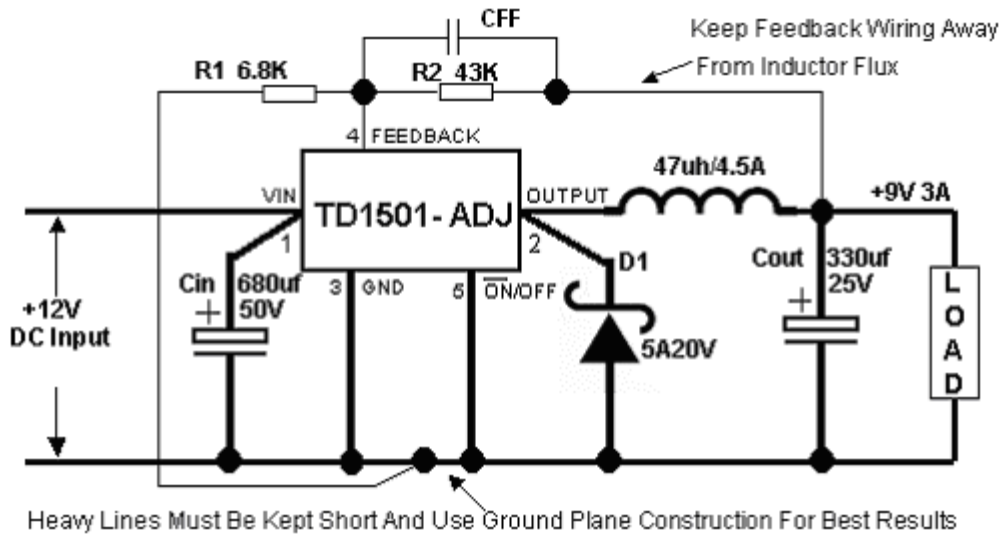 CFF
Keep Feedback Wiring Away
From Inductor Flux
R1 6.8K
R2 43K
4 FEEDBACK
47uh/4.5A
VIN
TD1501-ADJ
OUTPUT
+9V 3A
1
2
D1
Cin
680uf
50V
+
3 GND
5 ON/OFF
Cout
330uf
25V
+
LOAD
+12V
DC Input
5A20V
Heavy Lines Must Be Kept Short And Use Ground Plane Construction For Best Results